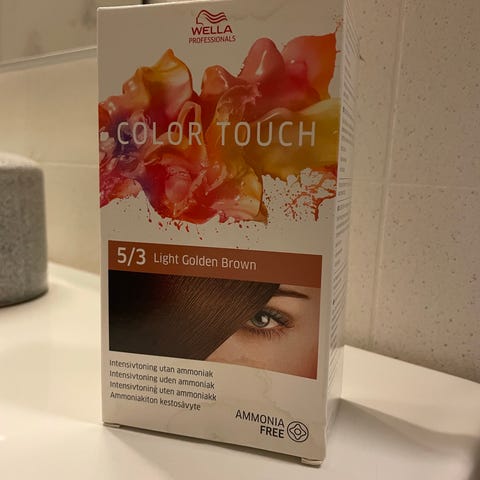 WELLA
PROFESSIONALS
COLOR TOUCH
5/3 Light Golden Brown
Intensivtoning utan ammoniak
Intensivtoning uden ammoniak
Intensivtoning uten ammoniakk
Ammoniakiton kestosävyte
AMMONIA
FREE